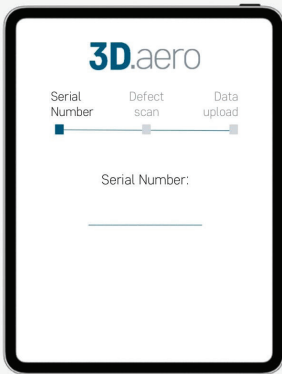 3D.aero
Serial Number
Defect scan
Data upload
Serial Number: